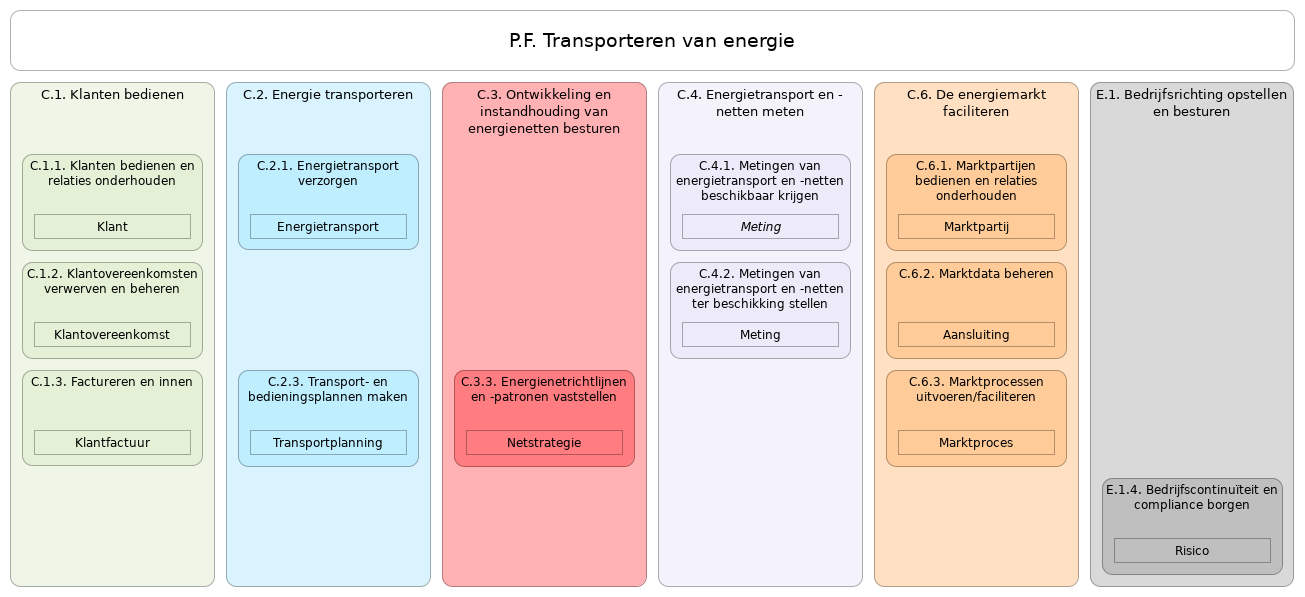 P.F. Transporteren van energie
C.1. Klanten bedienen
C.1.1. Klanten bedienen en
relaties onderhouden
Klant
C.1.2. Klantovereenkomsten
verwerven en beheren
Klantovereenkomst
C.1.3. Factureren en innen
Klantfactuur
C.2. Energie transporteren
C.2.1. Energietransport
verzorgen
Energietransport
C.2.3. Transport- en
bedieningsplannen maken
Transportplanning
C.3. Ontwikkeling en
instandhouding van
energienetten besturen
C.3.3. Energienetrichtlijnen
en -patronen vaststellen
Netstrategie
C.4. Energietransport en -
netten meten
C.4.1. Metingen van
energietransport en -netten
beschikbaar krijgen
Meting
C.4.2. Metingen van
energietransport en -netten
ter beschikking stellen
Meting
C.6. De energiemarkt
faciliteren
C.6.1. Marktpartijen
bedienen en relaties
onderhouden
Marktpartij
C.6.2. Marktdata beheren
Aansluiting
C.6.3. Marktprocessen
uitvoeren/faciliteren
Marktproces
E.1. Bedrijfsrichting opstellen
en besturen
E.1.4. Bedrijfscontinuïteit en
compliance borgen
Risico